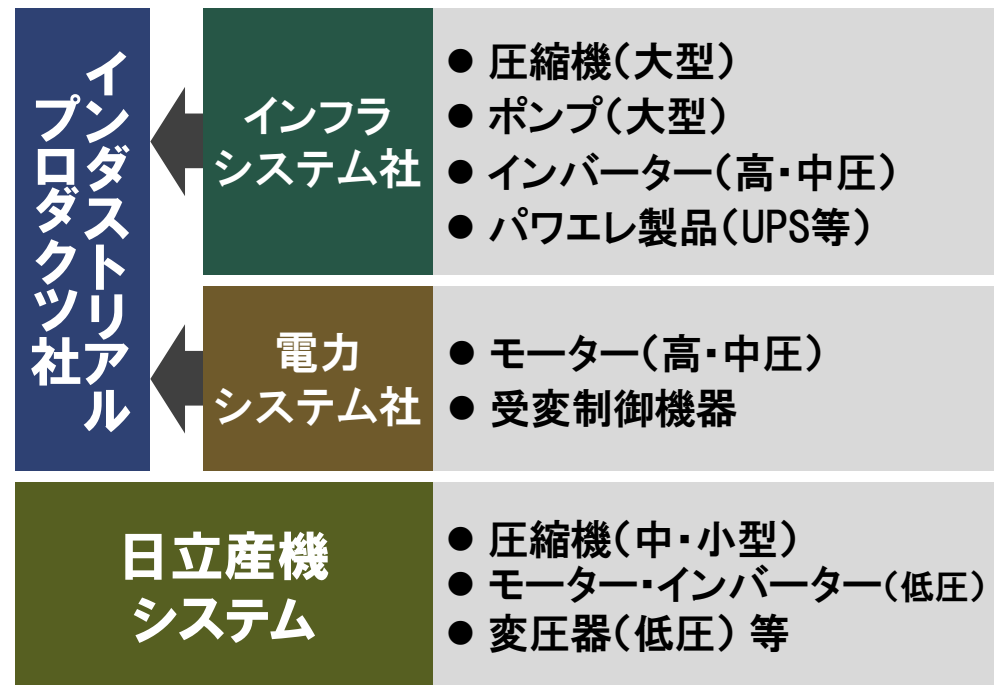 インダストリアル
プロダクツ社
インフラ
システム社
● 圧縮機（大型）
● ポンプ（大型）
● インバーター（高・中圧）
● パワエレ製品（UPS等）
電力
システム社
● モーター（高・中圧）
● 受変制御機器
日立産機
システム
● 圧縮機（中・小型）
● モーター・インバーター（低圧）
● 変圧器（低圧） 等